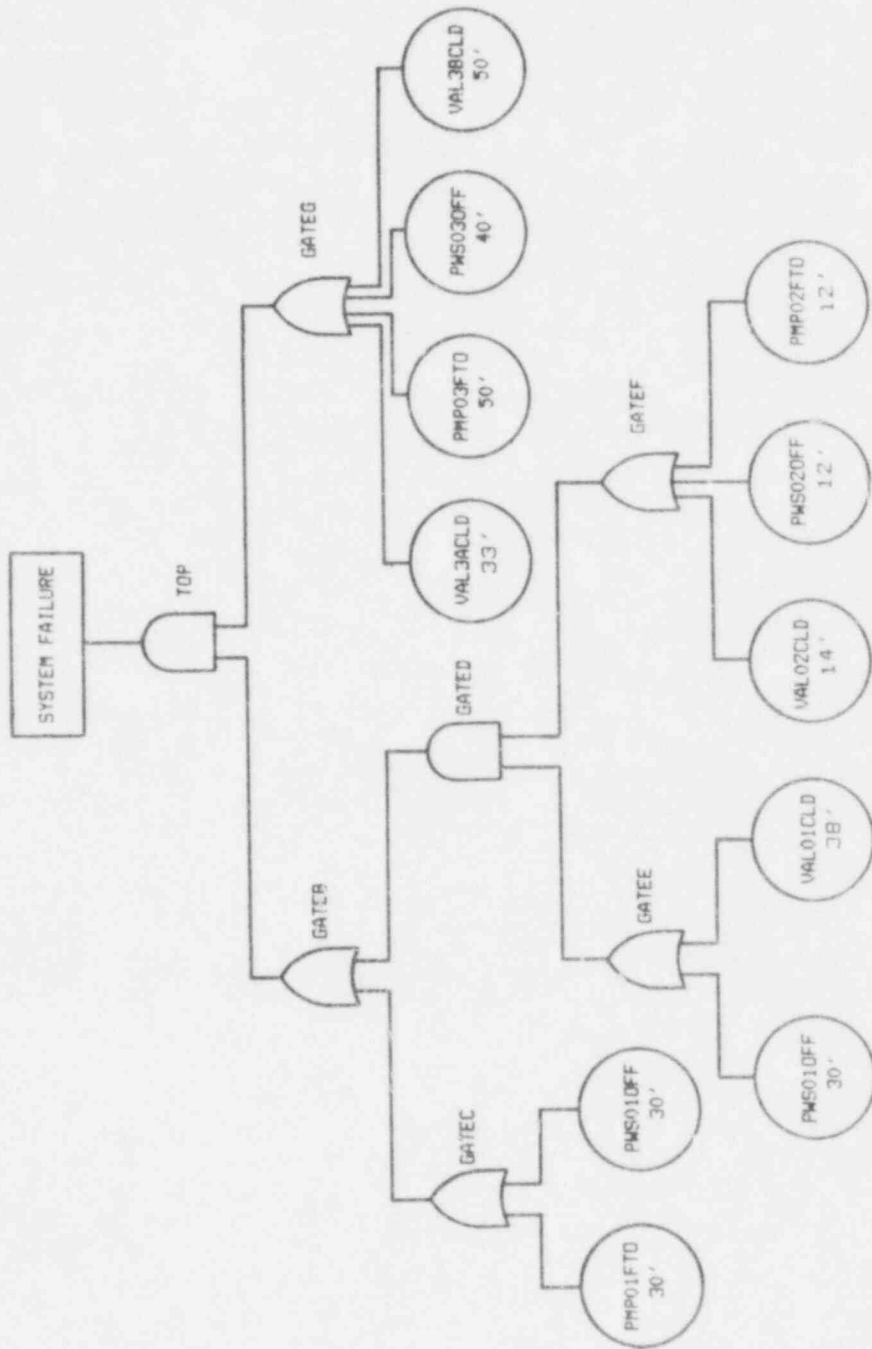 SYSTEM FAILURE
TOP
GATEB
GATEG
GATEC
GATED
VAL3ACLD
33'
PMP03FTO
50'
PWS03OFF
40'
VAL3BCLD
50'
PMP01FTO
30'
PWS01OFF
30'
GATEE
GATEF
PWS01OFF
30'
VAL01CLD
38'
VAL02CLD
14'
PWS02OFF
12'
PMP02FTO
12'